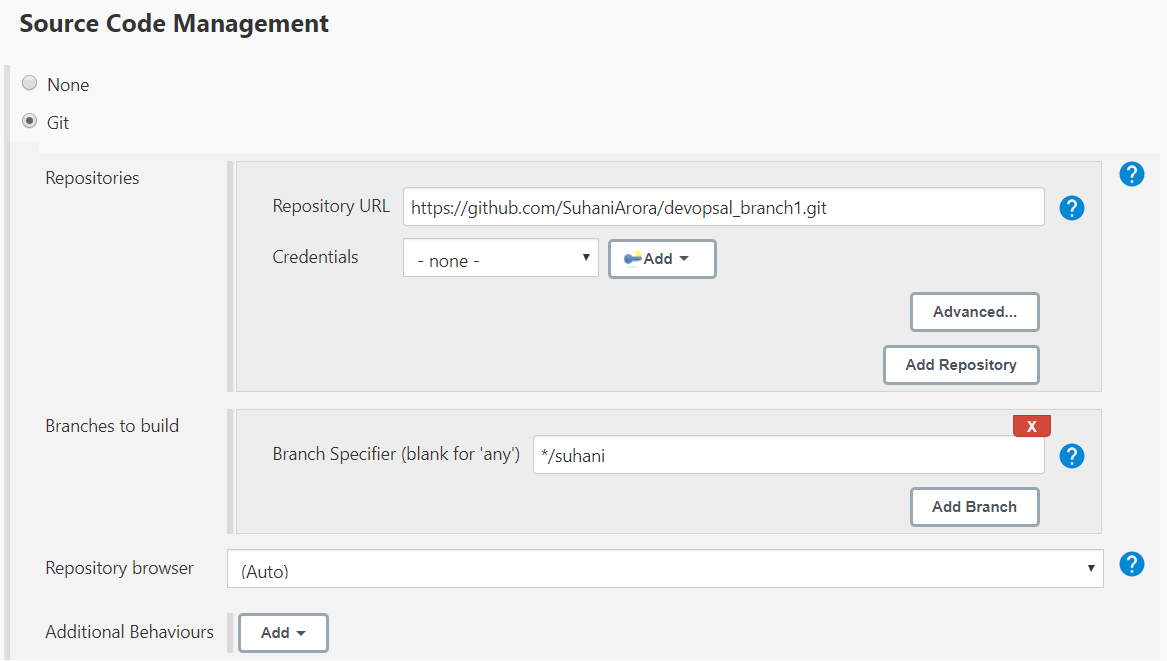 Source Code Management
None
Git
Repositories
?
Repository URL https://github.com/SuhaniArora/devopsal_branch1.git ?
Credentials - none - Add
Advanced...
Add Repository
Branches to build
X
Branch Specifier (blank for 'any') */suhani ?
Add Branch
Repository browser (Auto) ?
Additional Behaviours Add